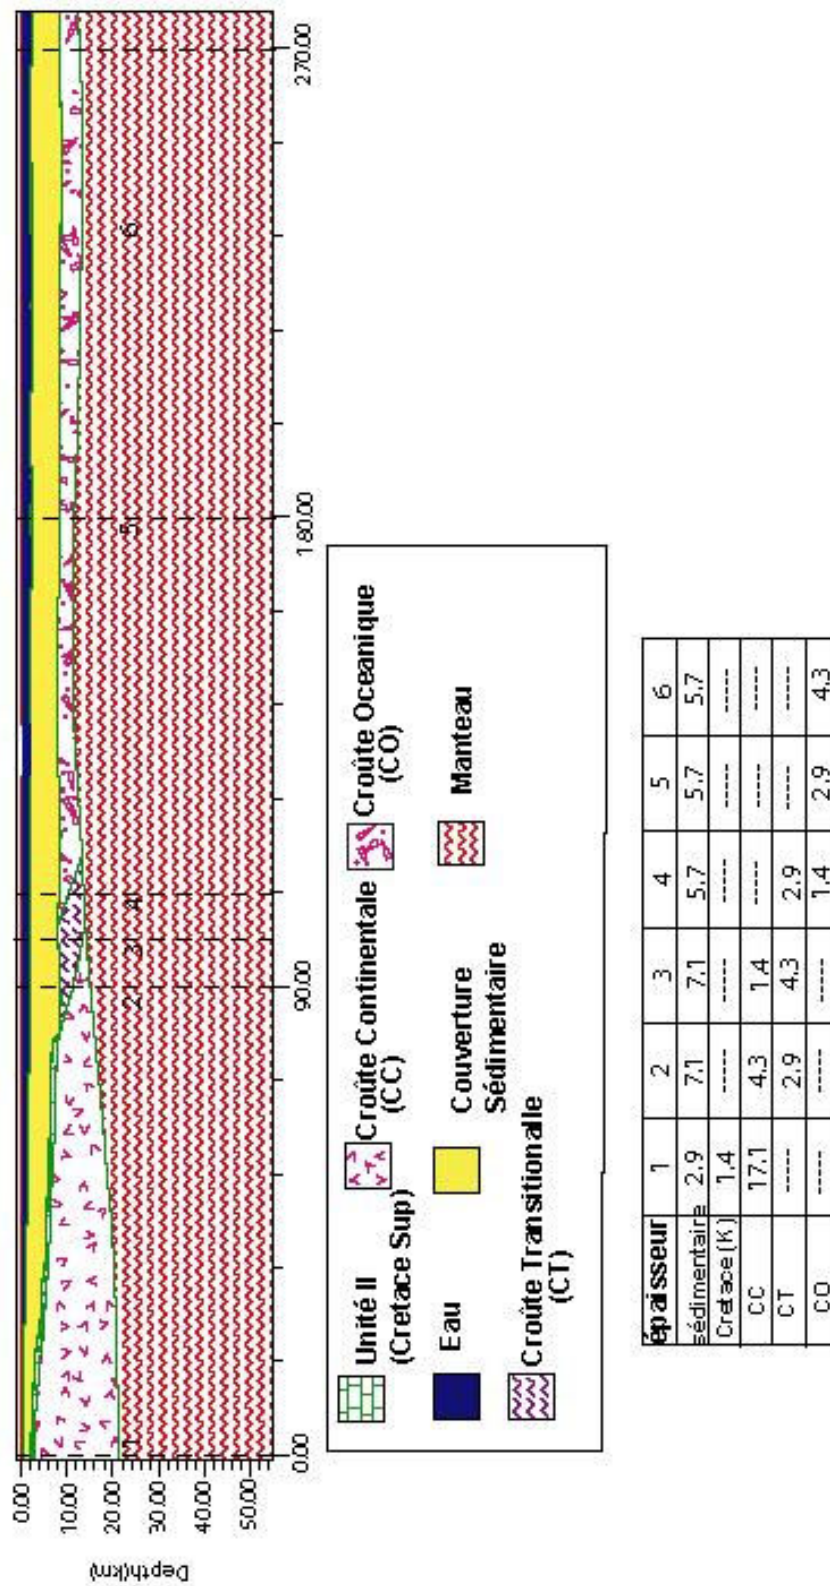 Depth(km)
0.00
10.00
20.00
30.00
40.00
50.00
1
2
3
4
5
6
0.00
90.00
180.00
270.00
Unité II
(Cretace Sup)
Croûte Continentale
(CC)
Croûte Oceanique
(CO)
Eau
Couverture
Sédimentaire
Manteau
Croûte Transitionalle
(CT)
épaisseur 1 2 3 4 5 6
sédimentaire 2.9 7.1 7.1 5.7 5.7 5.7
Cretace(K) 1.4 ----- ----- ----- ----- -----
CC 17.1 4.3 1.4 ----- ----- -----
CT ----- 2.9 4.3 2.9 ----- -----
CO ----- ----- ----- 1.4 2.9 4.3